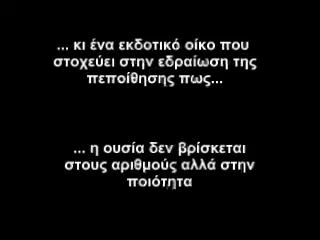 ... κι ένα εκδοτικό οίκο που
στοχεύει στην εδραίωση της
πεποίθησης πως...
... η ουσία δεν βρίσκεται
στους αριθμούς αλλά στην
ποιότητα